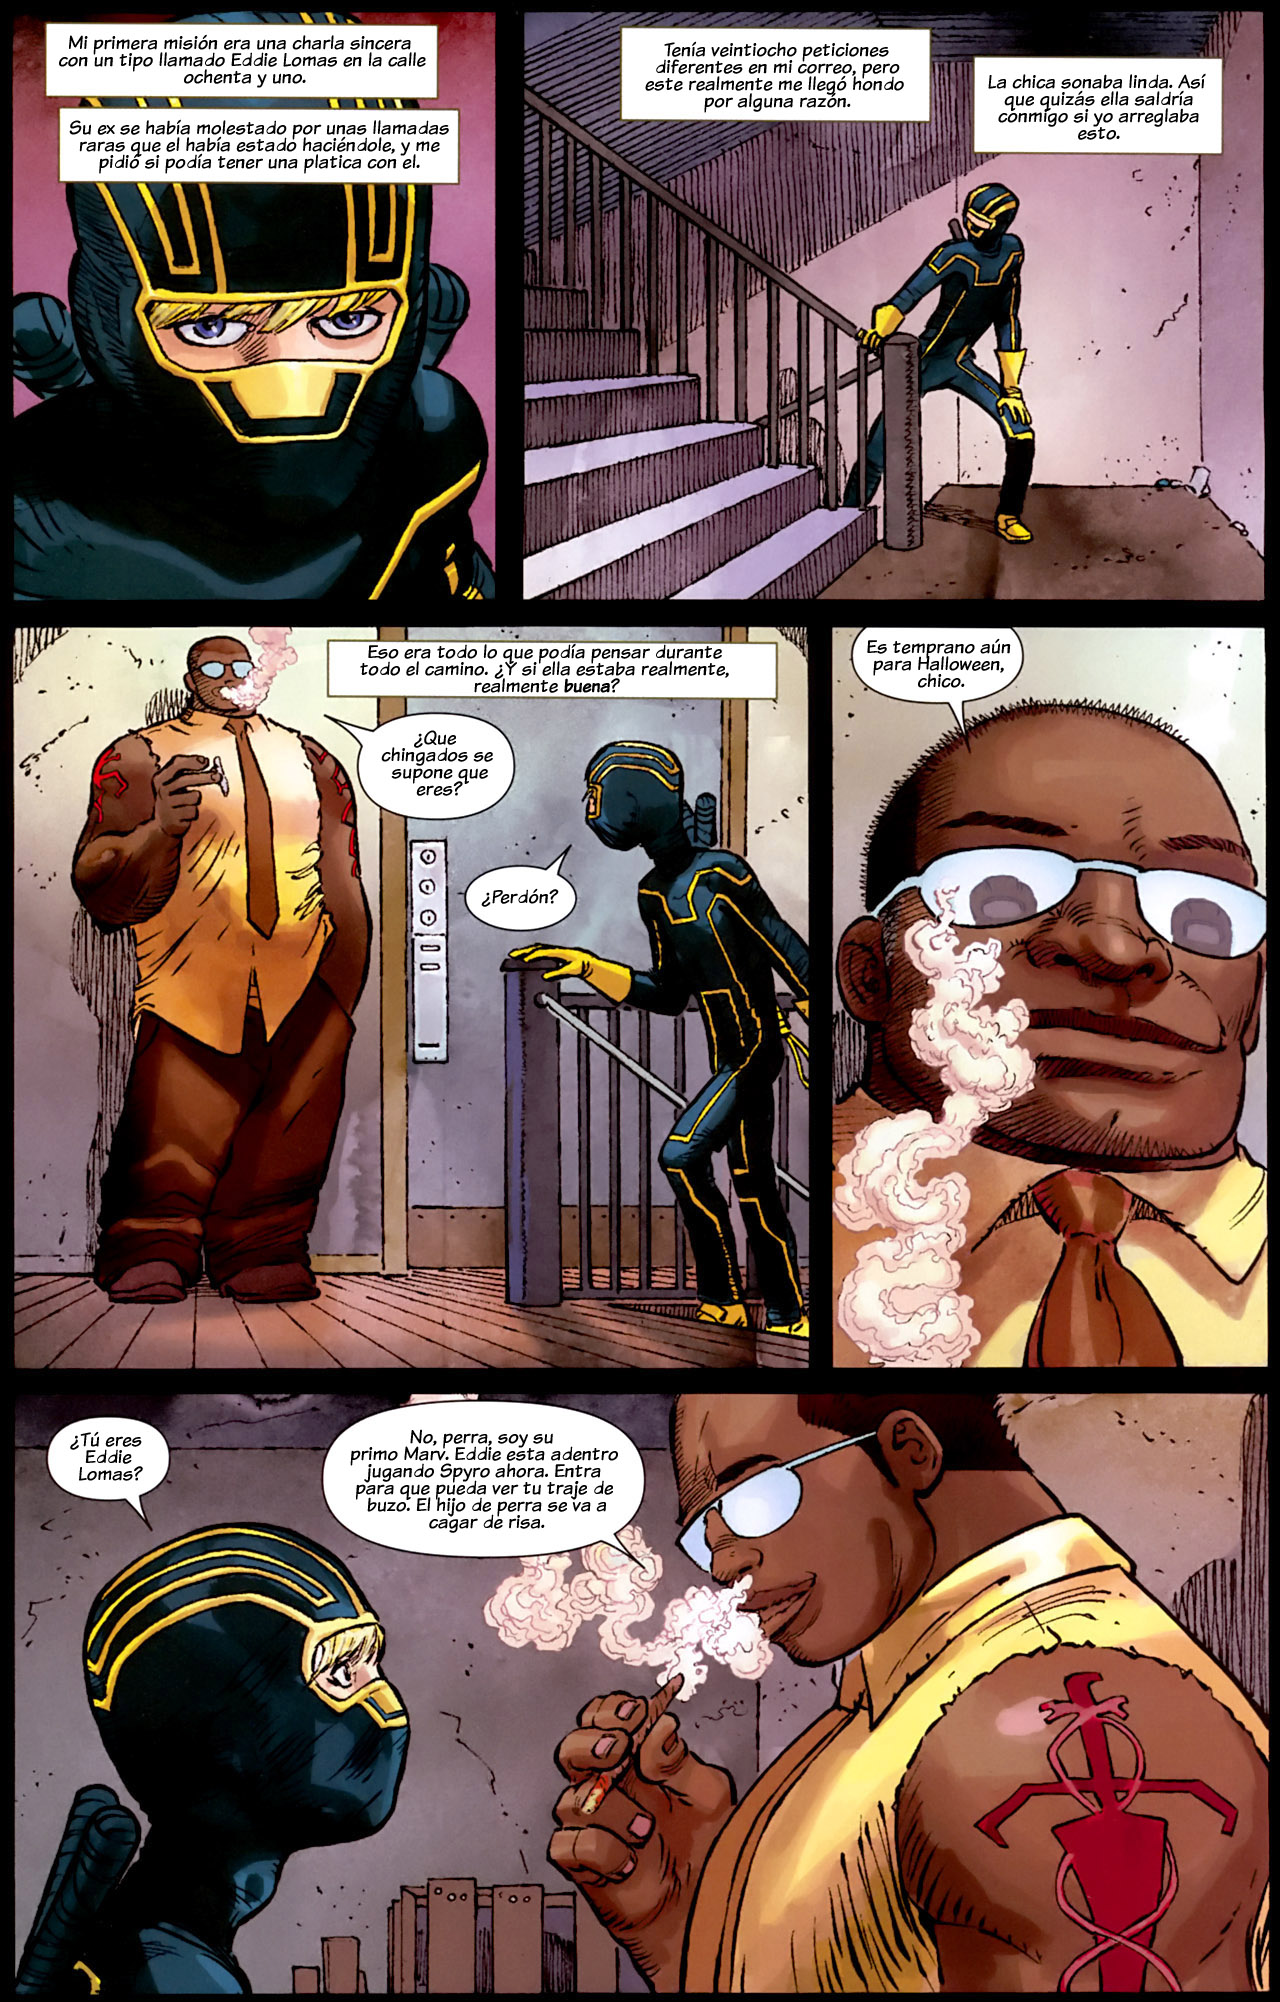 Mi primera misión era una charla sincera
con un tipo llamado Eddie Lomas en la calle
ochenta y uno.
Su ex se había molestado por unas llamadas
raras que el había estado haciéndole, y me
pidió si podía tener una platica con el.
Tenía veintiocho peticiones
diferentes en mi correo, pero
este realmente me llegó hondo
por alguna razón.
La chica sonaba linda. Así
que quizás ella saldría
conmigo si yo arreglaba
esto.
Eso era todo lo que podía pensar durante
todo el camino. ¿Y si ella estaba realmente,
realmente buena?
¿Que
chingados se
supone que
eres?
¿Perdón?
Es temprano aún
para Halloween,
chico.
¿Tú eres
Eddie
Lomas?
No, perra, soy su
primo Marv. Eddie esta adentro
jugando Spyro ahora. Entra
para que pueda ver tu traje de
buzo. El hijo de perra se va a
cagar de risa.